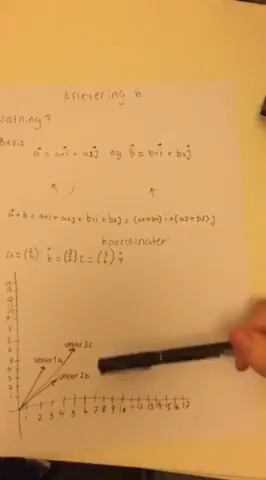 Aflevering b
sætning 3
Bevis
a⃗ = a1i + a2j og b⃗ = b1i + b2j
a⃗+b = a1i + a2j + b1i + b2j = (a1+b1)i+(a2+b2)j
koordinater
vektor 3c
vektor 1a
vektor 2b
1 2 3 4 5 6 7 8 9 10 11 12 13 14 15 16 17